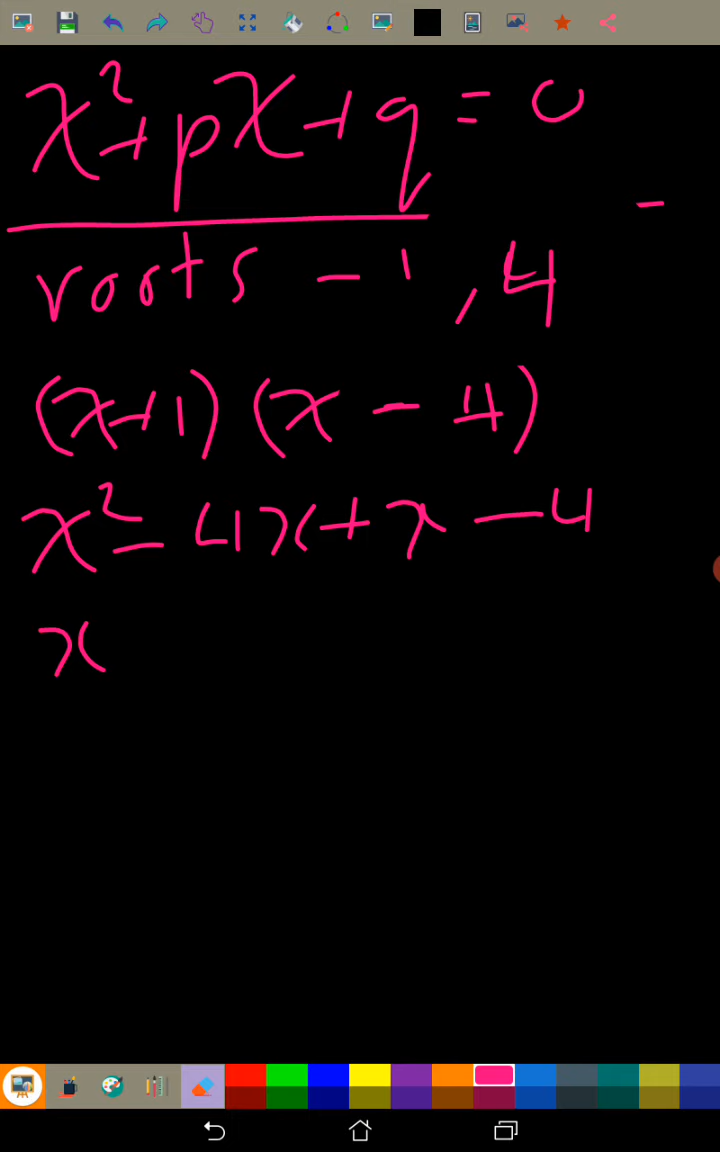 x²+px+q=0
-
roots -1,4
(x+1)(x-4)
x²-4x+x-4
x